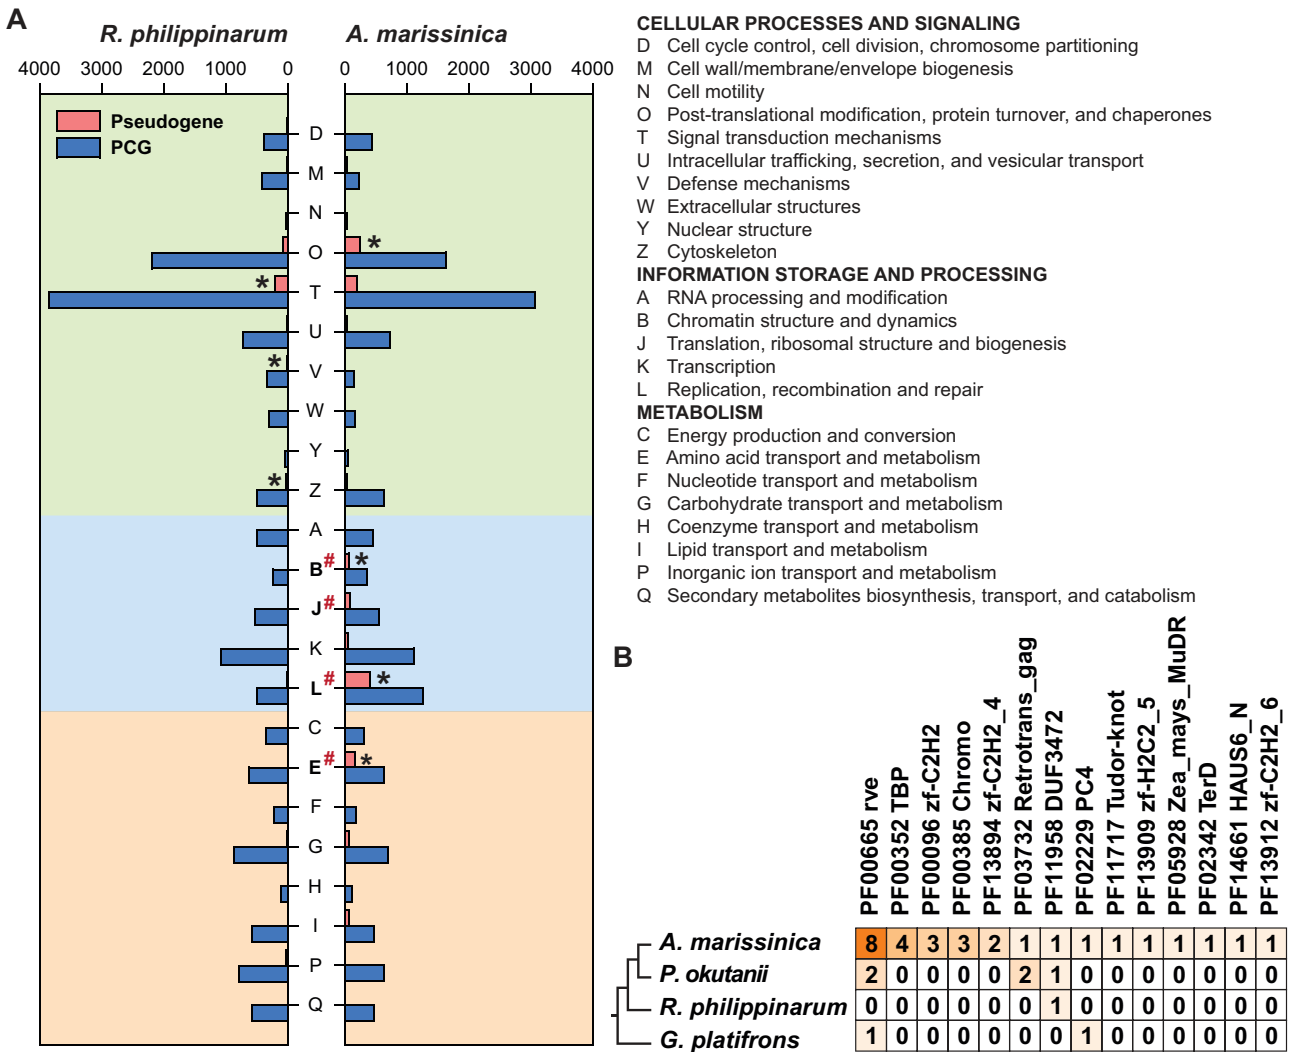 A
R. philippinarum A. marissinica
4000 3000 2000 1000 0 0 1000 2000 3000 4000
Pseudogene
PCG
D
M
N
O *
* T
U
* V
W
Y
* Z
A
B# *
J#
K
L# *
C
E# *
F
G
H
I
P
Q
CELLULAR PROCESSES AND SIGNALING
D Cell cycle control, cell division, chromosome partitioning
M Cell wall/membrane/envelope biogenesis
N Cell motility
O Post-translational modification, protein turnover, and chaperones
T Signal transduction mechanisms
U Intracellular trafficking, secretion, and vesicular transport
V Defense mechanisms
W Extracellular structures
Y Nuclear structure
Z Cytoskeleton
INFORMATION STORAGE AND PROCESSING
A RNA processing and modification
B Chromatin structure and dynamics
J Translation, ribosomal structure and biogenesis
K Transcription
L Replication, recombination and repair
METABOLISM
C Energy production and conversion
E Amino acid transport and metabolism
F Nucleotide transport and metabolism
G Carbohydrate transport and metabolism
H Coenzyme transport and metabolism
I Lipid transport and metabolism
P Inorganic ion transport and metabolism
Q Secondary metabolites biosynthesis, transport, and catabolism
B
PF00665 rve
PF00352 TBP
PF00096 zf-C2H2
PF00385 Chromo
PF13894 zf-C2H2_4
PF03732 Retrotrans_gag
PF11958 DUF3472
PF02229 PC4
PF11717 Tudor-knot
PF13909 zf-H2C2_5
PF05928 Zea_mays_MuDR
PF02342 TerD
PF14661 HAUS6_N
PF13912 zf-C2H2_6
A. marissinica 8 4 3 3 2 1 1 1 1 1 1 1 1 1
P. okutanii 2 0 0 0 0 2 1 0 0 0 0 0 0 0
R. philippinarum 0 0 0 0 0 0 1 0 0 0 0 0 0 0
G. platifrons 1 0 0 0 0 0 0 1 0 0 0 0 0 0